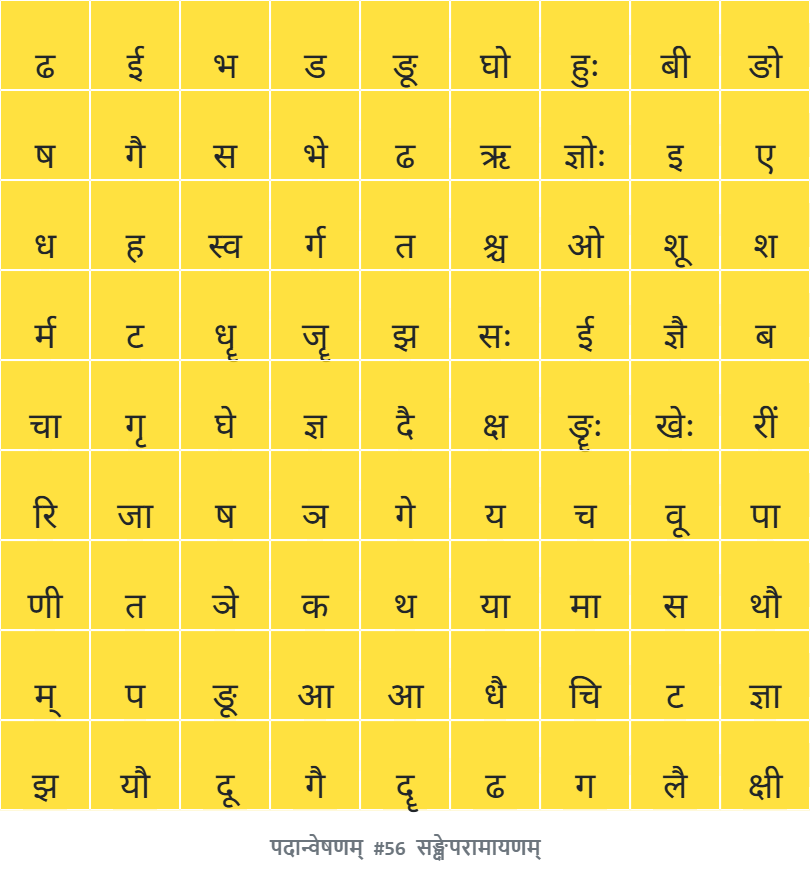 ढ ई भ ड ङू घो हुः बी ङो
ष गै स भे ढ ऋ ज्ञोः इ ए
ध ह स्व र्ग त श्च ओ शू श
र्म ट धॄ जॄ झ सः ई ज्ञै ब
चा गृ घे ज्ञ दै क्ष ङॄः खेः रीं
रि जा ष ञ गे य च वू पा
णी त ञे क थ या मा स थौ
म् प ङू आ आ धै चि ट ज्ञा
झ यौ दू गै दॄ ढ ग लै क्षी
पदान्वेषणम् #56 सङ्क्षेपरामायणम्